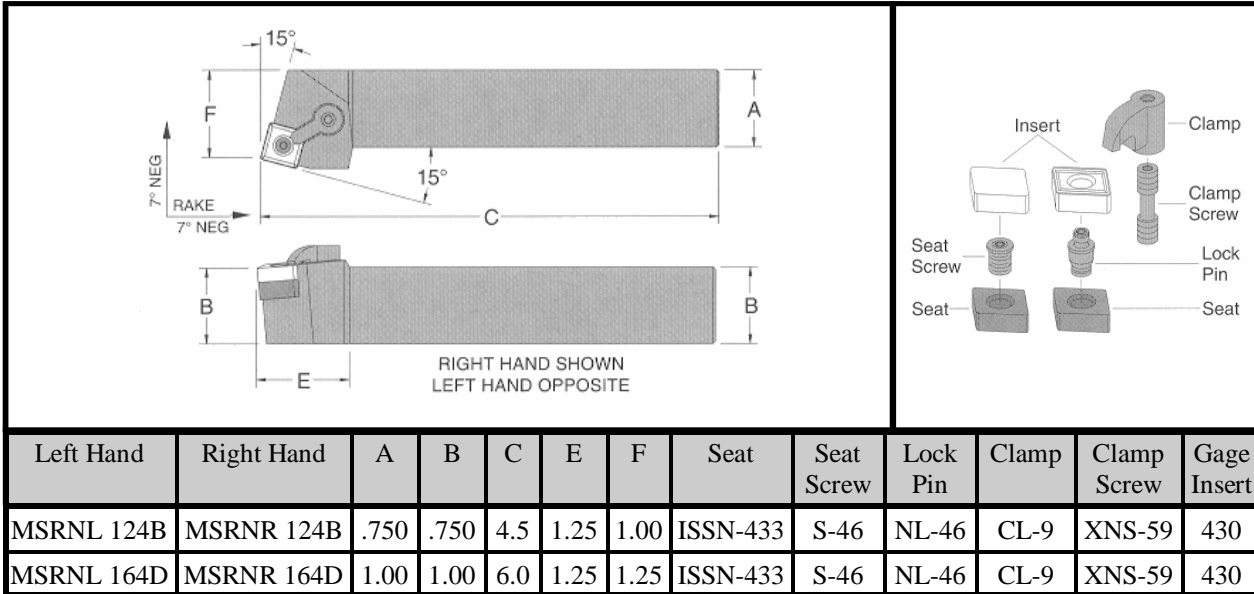 15°
F
A
7° NEG
RAKE
7° NEG
15°
C
B
B
E
RIGHT HAND SHOWN
LEFT HAND OPPOSITE
Insert
Clamp
Clamp
Screw
Seat
Screw
Lock
Pin
Seat
Seat
Left Hand Right Hand A B C E F Seat Seat Screw Lock Pin Clamp Clamp Screw Gage Insert
MSRNL 124B MSRNR 124B .750 .750 4.5 1.25 1.00 ISSN-433 S-46 NL-46 CL-9 XNS-59 430
MSRNL 164D MSRNR 164D 1.00 1.00 6.0 1.25 1.25 ISSN-433 S-46 NL-46 CL-9 XNS-59 430